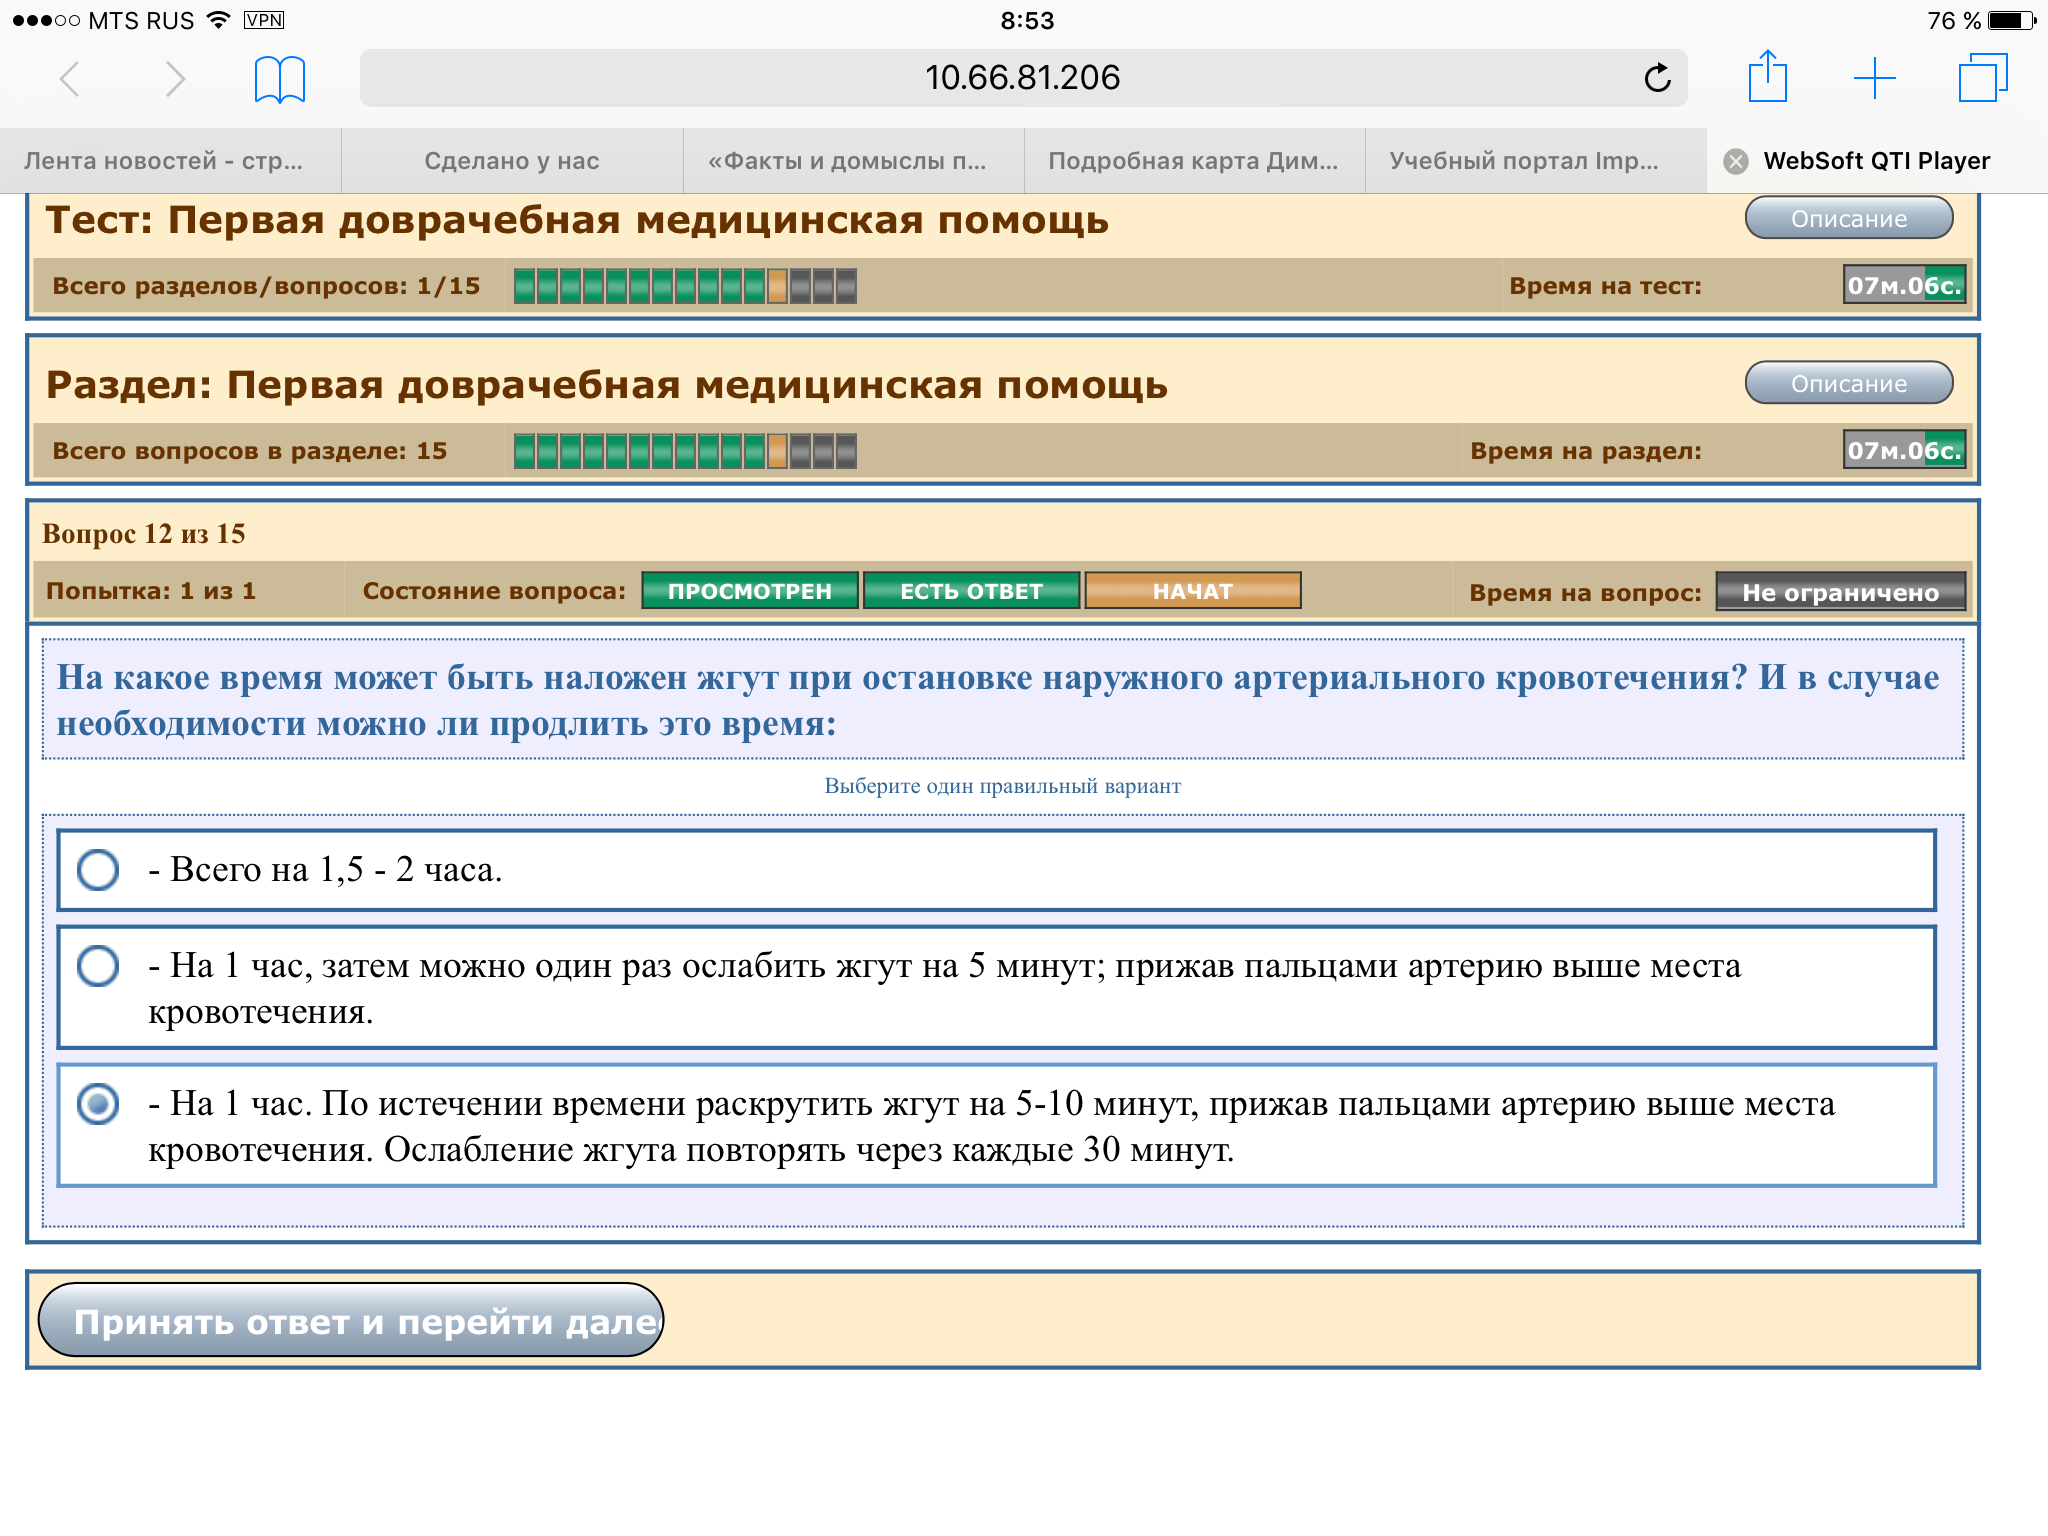 MTS RUS VPN 8:53 76 %
10.66.81.206
Лента новостей - стр... Сделано у нас «Факты и домыслы п... Подробная карта Дим... Учебный портал Imp... WebSoft QTI Player
Тест: Первая доврачебная медицинская помощь Описание
Всего разделов/вопросов: 1/15 Время на тест: 07м.06с.
Раздел: Первая доврачебная медицинская помощь Описание
Всего вопросов в разделе: 15 Время на раздел: 07м.06с.
Вопрос 12 из 15
Попытка: 1 из 1 Состояние вопроса: ПРОСМОТРЕН ЕСТЬ ОТВЕТ НАЧАТ Время на вопрос: Не ограничено
На какое время может быть наложен жгут при остановке наружного артериального кровотечения? И в случае
необходимости можно ли продлить это время:
Выберите один правильный вариант
- Всего на 1,5 - 2 часа.
- На 1 час, затем можно один раз ослабить жгут на 5 минут; прижав пальцами артерию выше места
кровотечения.
- На 1 час. По истечении времени раскрутить жгут на 5-10 минут, прижав пальцами артерию выше места
кровотечения. Ослабление жгута повторять через каждые 30 минут.
Принять ответ и перейти дале